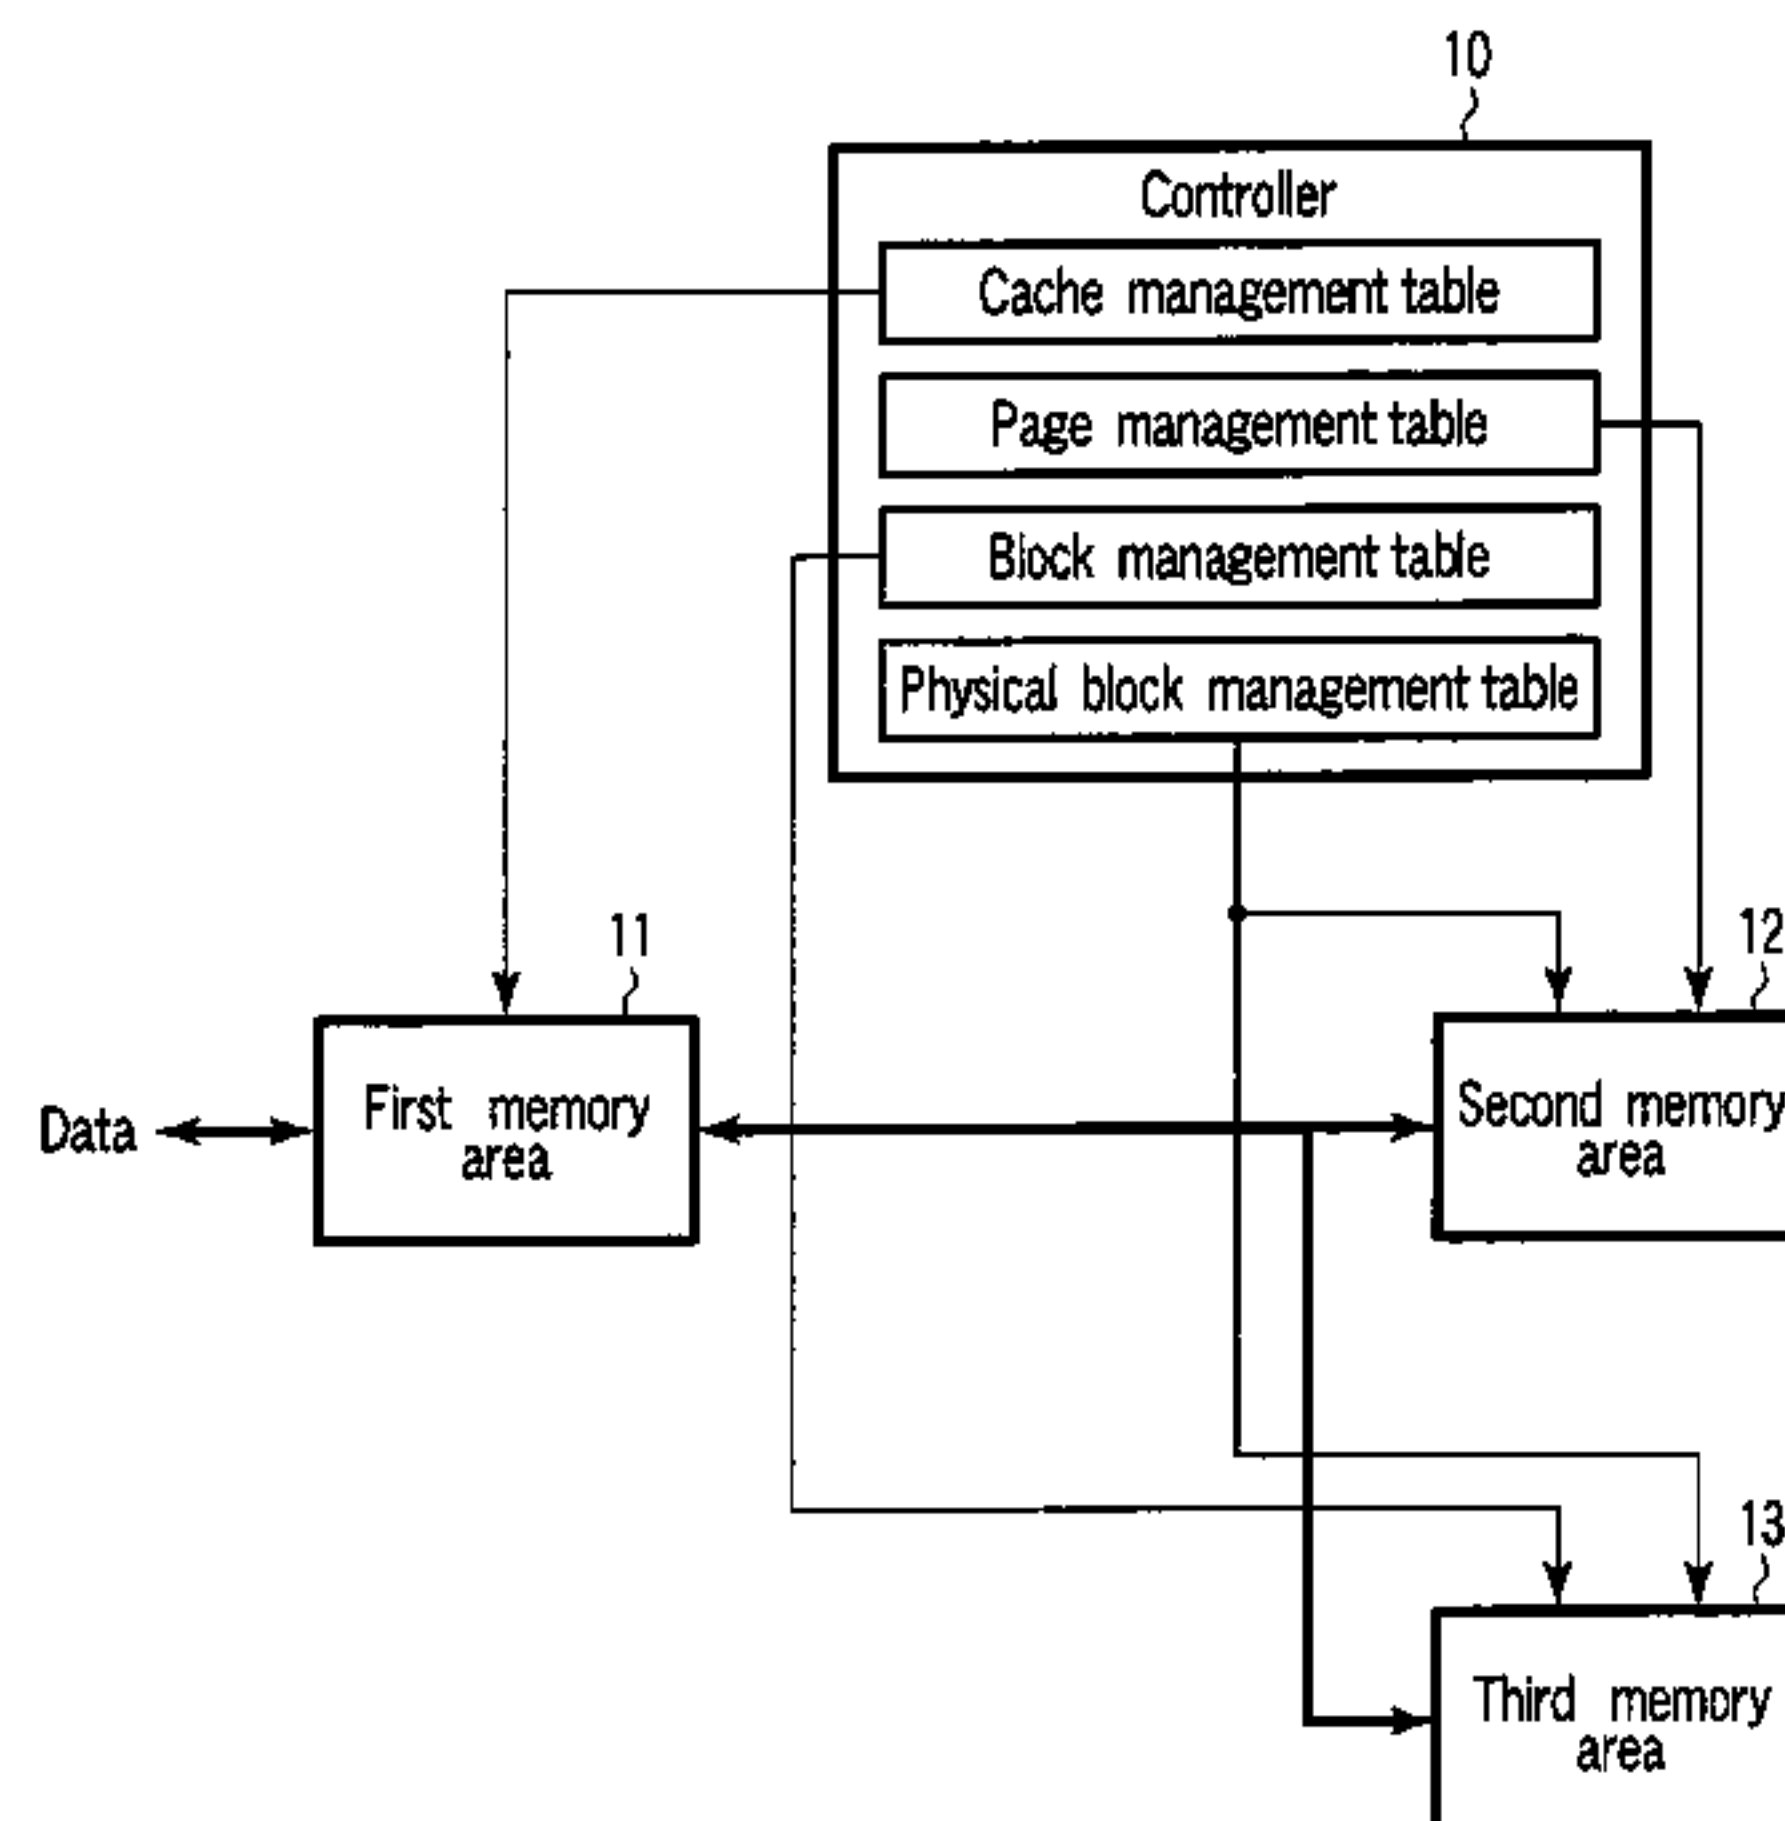 10
Controller
Cache management table
Page management table
Block management table
Physical block management table
11
12
Data
First memory
area
Second memory
area
13
Third memory
area